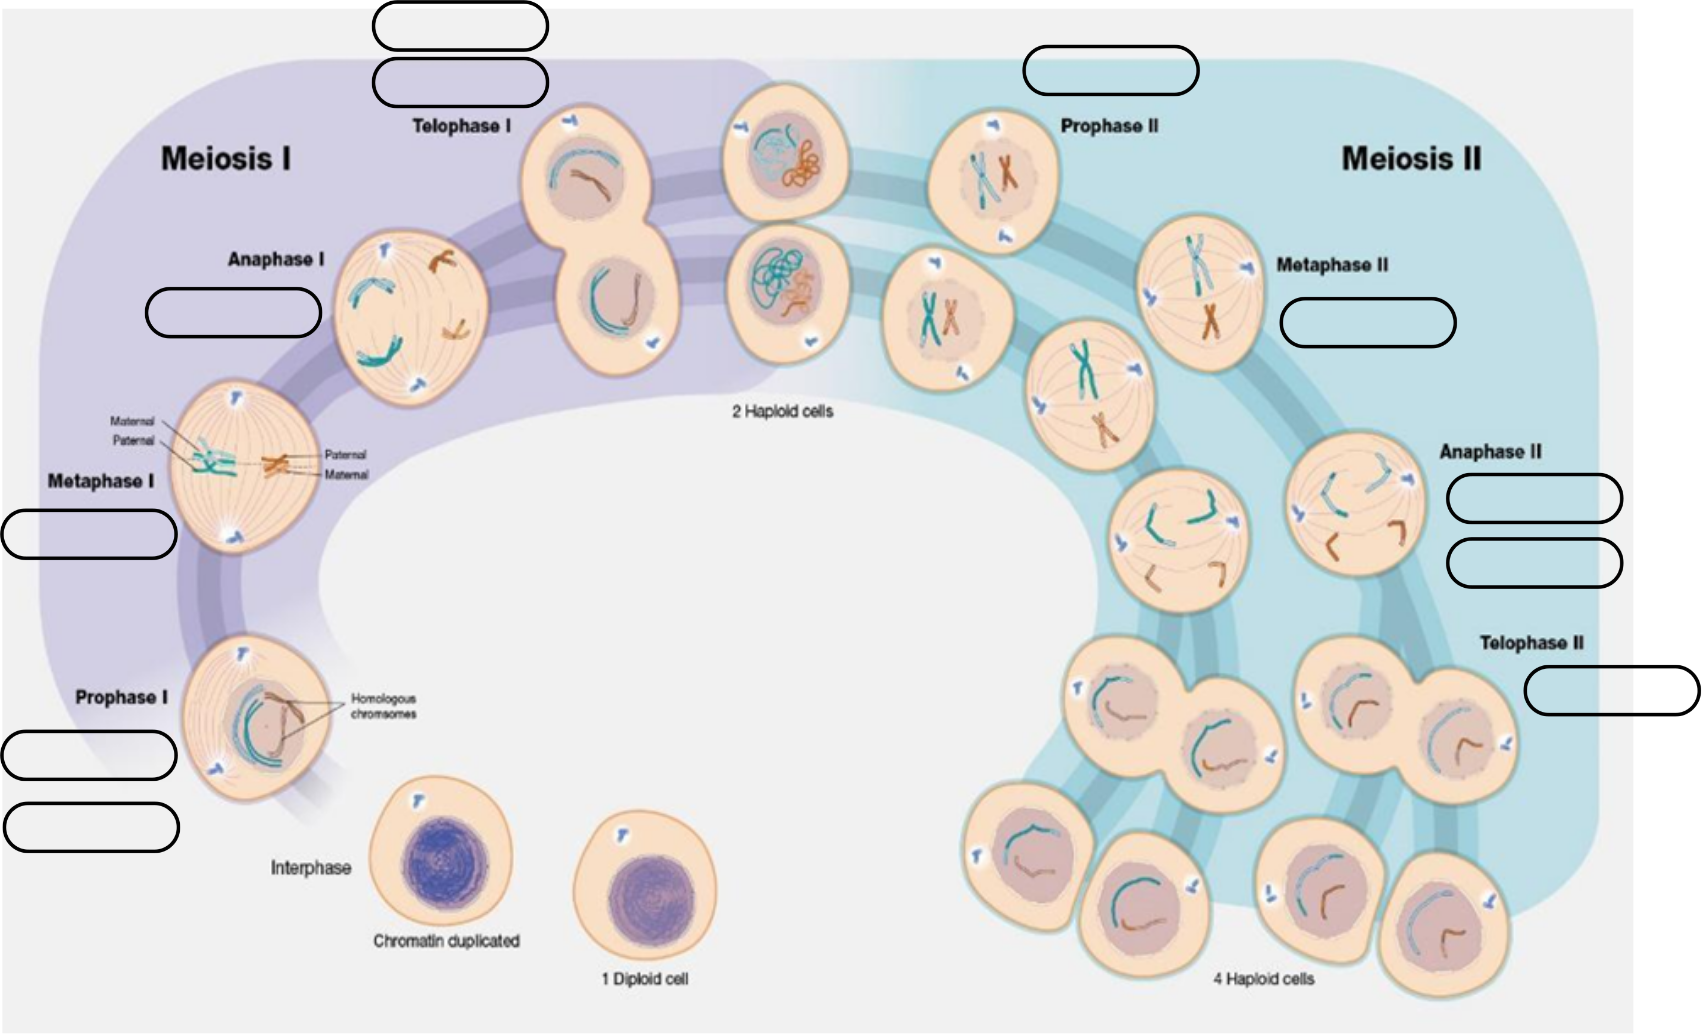 Telophase I
Prophase II
Meiosis I
Meiosis II
Anaphase I
Metaphase II
2 Haploid cells
Maternal
Paternal
Paternal
Maternal
Metaphase I
Anaphase II
Telophase II
Prophase I
Homologous
chromsomes
Interphase
Chromatin duplicated
1 Diploid cell
4 Haploid cells